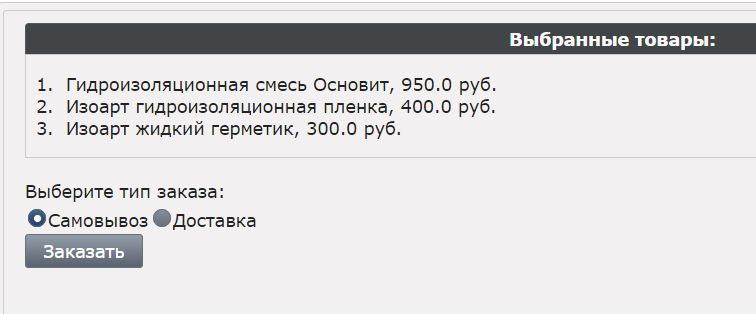 Выбранные товары:
1. Гидроизоляционная смесь Основит, 950.0 руб.
2. Изоарт гидроизоляционная пленка, 400.0 руб.
3. Изоарт жидкий герметик, 300.0 руб.
Выберите тип заказа:
Самовывоз Доставка
Заказать